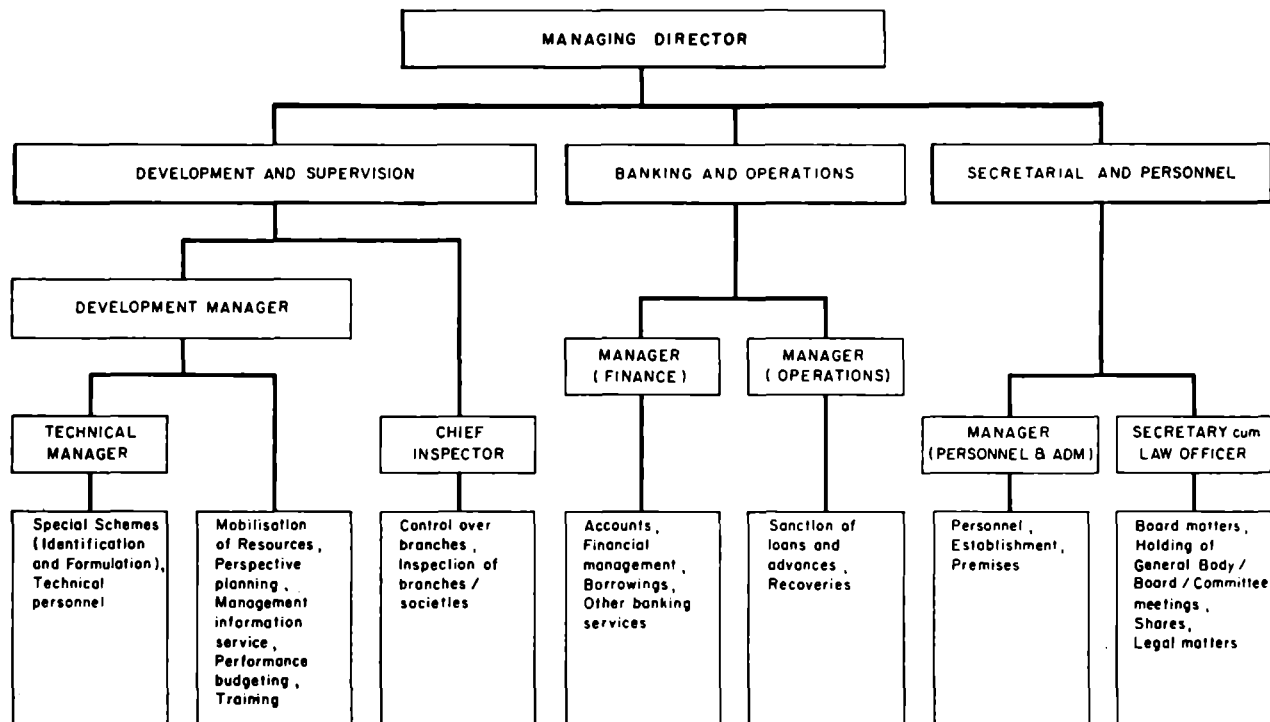 MANAGING DIRECTOR
DEVELOPMENT AND SUPERVISION
BANKING AND OPERATIONS
SECRETARIAL AND PERSONNEL
DEVELOPMENT MANAGER
MANAGER
(FINANCE)
MANAGER
(OPERATIONS)
TECHNICAL
MANAGER
CHIEF
INSPECTOR
MANAGER
(PERSONNEL & ADM)
SECRETARY cum
LAW OFFICER
Special Schemes
(Identification
and Formulation),
Technical
personnel
Mobilisation
of Resources,
Perspective
planning,
Management
information
service,
Performance
budgeting,
Training
Control over
branches,
Inspection of
branches/
societies
Accounts,
Financial
management,
Borrowings,
Other banking
services
Sanction of
loans and
advances,
Recoveries
Personnel,
Establishment,
Premises
Board matters,
Holding of
General Body/
Board/Committee
meetings,
Shares,
Legal matters